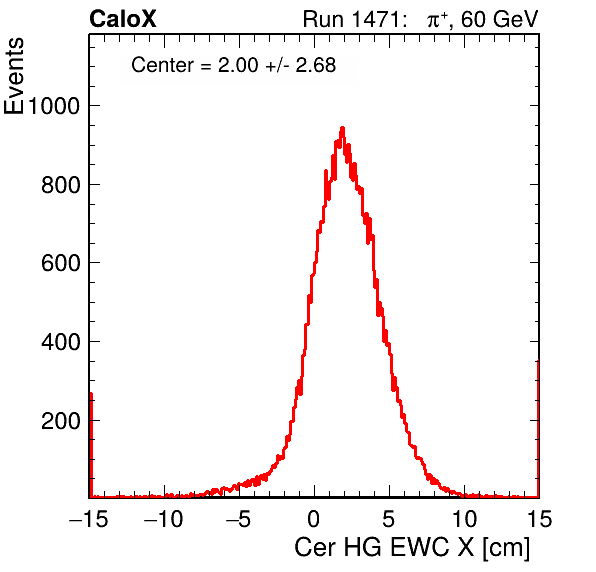 CaloX Run 1471: π⁺, 60 GeV
Center = 2.00 +/- 2.68
Events
1000
800
600
400
200
−15 −10 −5 0 5 10 15
Cer HG EWC X [cm]